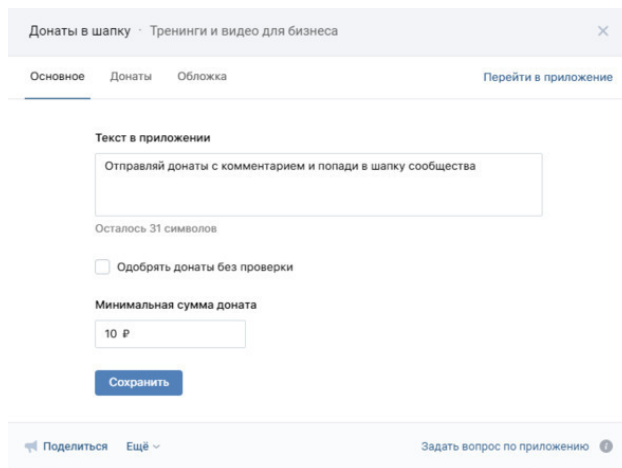 Донаты в шапку · Тренинги и видео для бизнеса
Основное Донаты Обложка Перейти в приложение
Текст в приложении
Отправляй донаты с комментарием и попади в шапку сообщества
Осталось 31 символов
Одобрять донаты без проверки
Минимальная сумма доната
10 ₽
Сохранить
Поделиться Ещё Задать вопрос по приложению